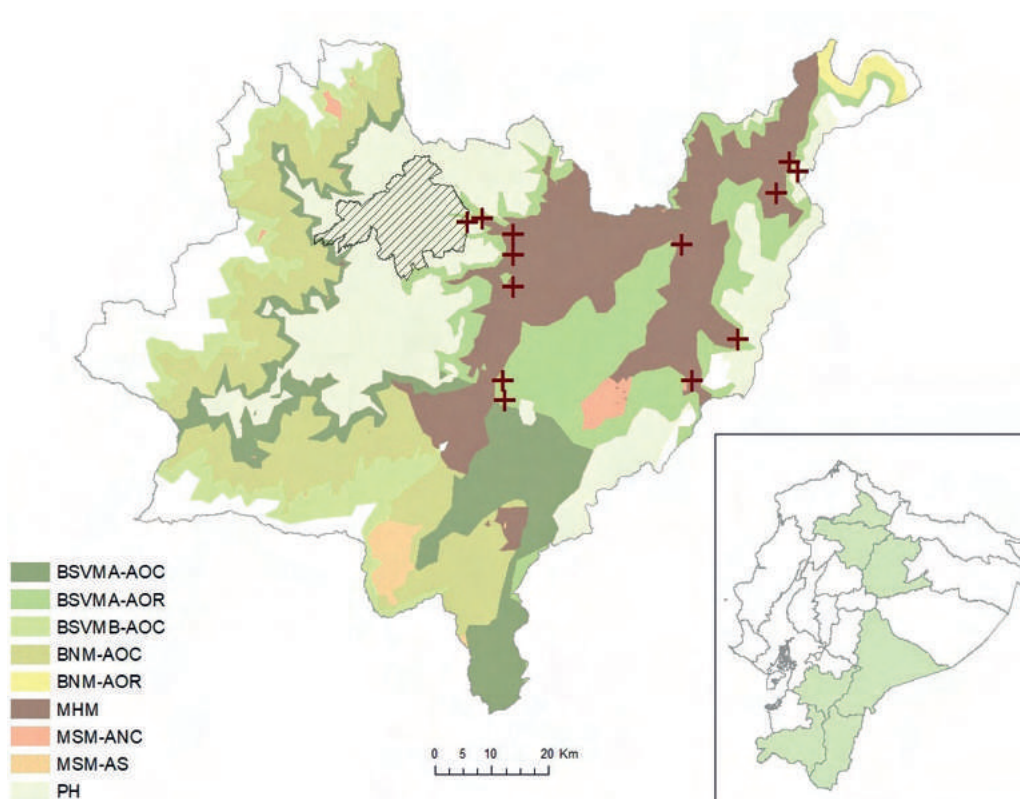 BSVMA-AOC
BSVMA-AOR
BSVMB-AOC
BNM-AOC
BNM-AOR
MHM
MSM-ANC
MSM-AS
PH
0 5 10 20 Km